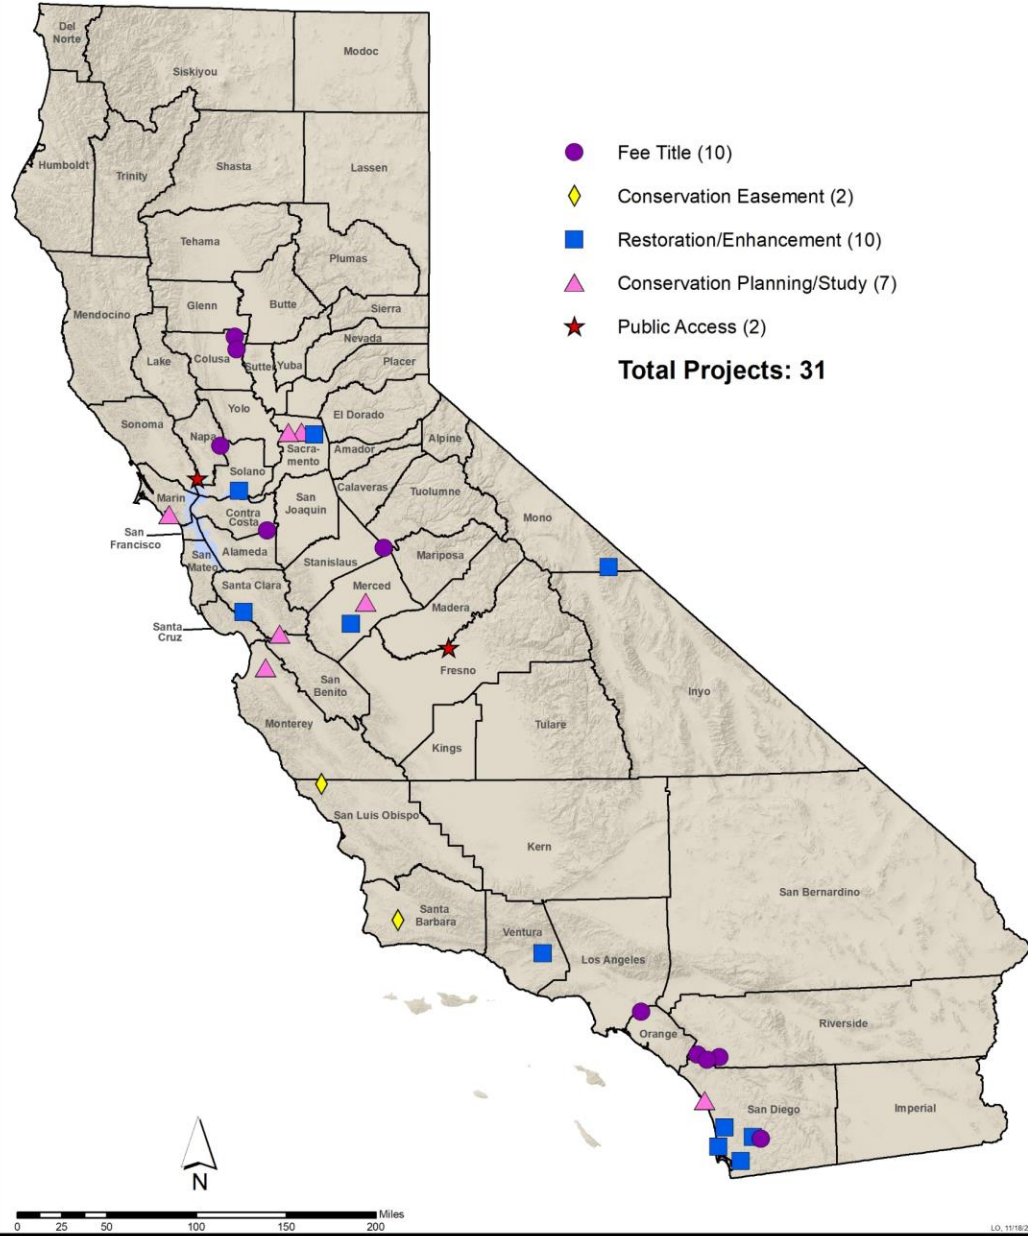 Del
Norte
Siskiyou
Modoc
Humboldt
Trinity
Shasta
Lassen
Fee Title (10)
Conservation Easement (2)
Restoration/Enhancement (10)
Conservation Planning/Study (7)
Public Access (2)
Total Projects: 31
Tehama
Plumas
Mendocino
Glenn
Butte
Sierra
Lake
Colusa
Sutter
Yuba
Nevada
Placer
Sonoma
Napa
Yolo
Sacra-
mento
El Dorado
Amador
Alpine
Solano
Marin
Contra
Costa
San
Joaquin
Calaveras
Tuolumne
Mono
San
Francisco
San
Mateo
Alameda
Stanislaus
Mariposa
Santa Clara
Merced
Madera
Santa
Cruz
Fresno
San
Benito
Inyo
Monterey
Kings
Tulare
San Luis Obispo
Kern
San Bernardino
Santa
Barbara
Ventura
Los Angeles
Orange
Riverside
San Diego
Imperial
N
Miles
0 25 50 100 150 200